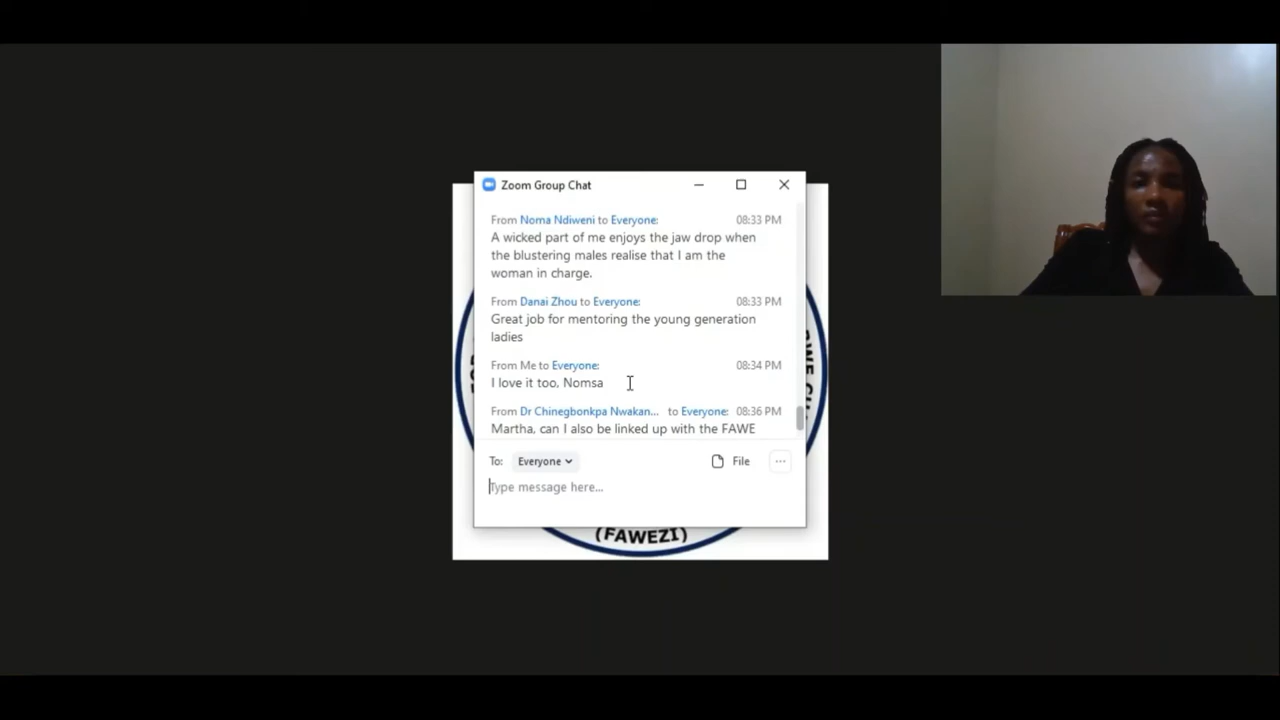 Zoom Group Chat
From Noma Ndiweni to Everyone: 08:33 PM
A wicked part of me enjoys the jaw drop when
the blustering males realise that I am the
woman in charge.
From Danai Zhou to Everyone: 08:33 PM
Great job for mentoring the young generation
ladies
From Me to Everyone: 08:34 PM
I love it too, Nomsa
From Dr Chinegbonkpa Nwakan... to Everyone: 08:36 PM
Martha, can I also be linked up with the FAWE
To: Everyone File ...
Type message here...
(FAWEZI)